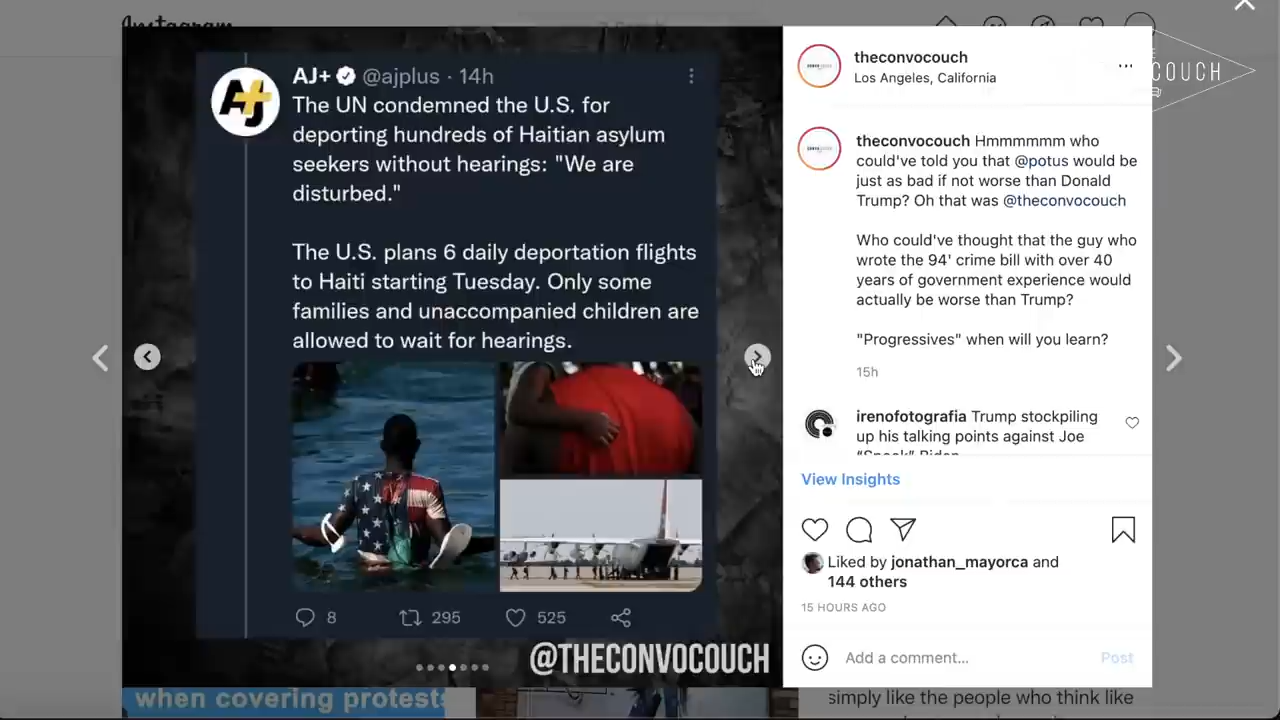 Instagram
AJ+ @ajplus · 14h
The UN condemned the U.S. for
deporting hundreds of Haitian asylum
seekers without hearings: "We are
disturbed."
The U.S. plans 6 daily deportation flights
to Haiti starting Tuesday. Only some
families and unaccompanied children are
allowed to wait for hearings.
8
295
525
@THECONVOCOUCH
theconvocouch
Los Angeles, California
COUCH
theconvocouch Hmmmmmm who
could've told you that @potus would be
just as bad if not worse than Donald
Trump? Oh that was @theconvocouch
Who could've thought that the guy who
wrote the 94' crime bill with over 40
years of government experience would
actually be worse than Trump?
"Progressives" when will you learn?
15h
irenofotografia Trump stockpiling
up his talking points against Joe
View Insights
Liked by jonathan_mayorca and
144 others
15 HOURS AGO
Add a comment...
Post
when covering protests
simply like the people who think like